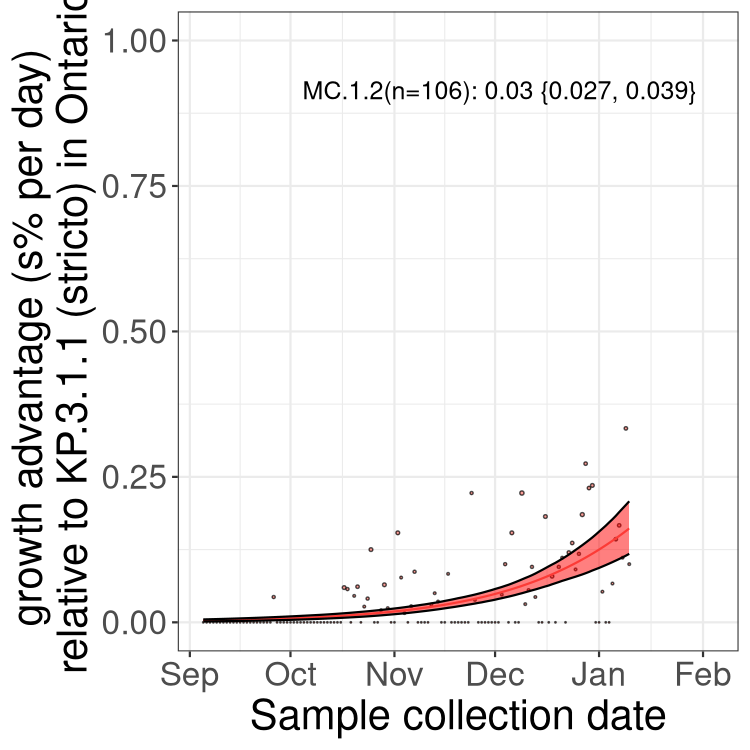 growth advantage (s% per day)
relative to KP.3.1.1 (stricto) in Ontario
1.00
0.75
0.50
0.25
0.00
MC.1.2(n=106): 0.03 {0.027, 0.039}
Sep Oct Nov Dec Jan Feb
Sample collection date